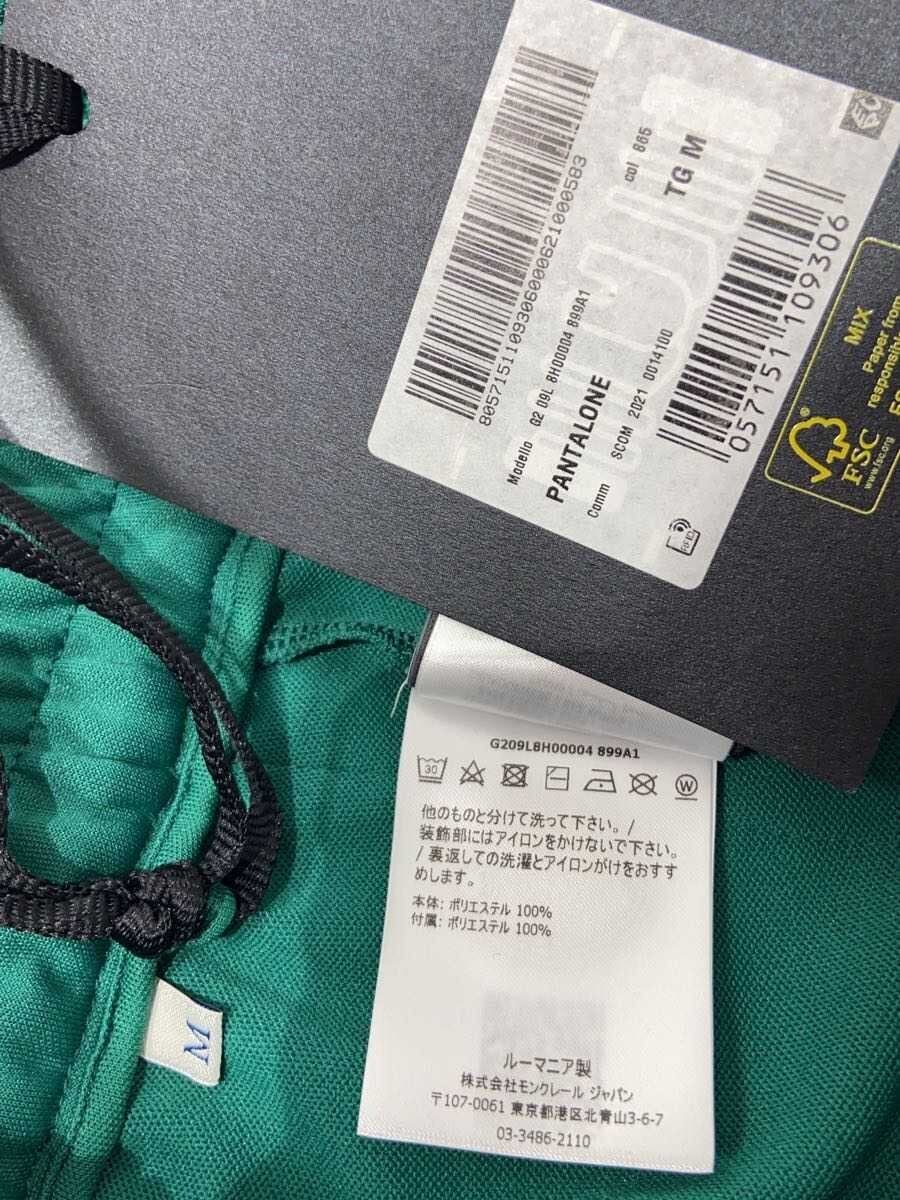 8057151109306000621000583
Modello G2 09L 8H00004 899A1
col 865
PANTALONE
TG M
Comm SCOM 2021 0014100
057151 109306
RFID
MIX
Paper from
responsible
FSC
www.fsc.org
G209L8H00004 899A1
30
W
他のものと分けて洗って下さい。/
装飾部にはアイロンをかけないで下さい。
/ 裏返しての洗濯とアイロンがけをおすす
めします。
本体: ポリエステル 100%
付属: ポリエステル 100%
ルーマニア製
株式会社モンクレール ジャパン
〒107-0061 東京都港区北青山3-6-7
03-3486-2110
M